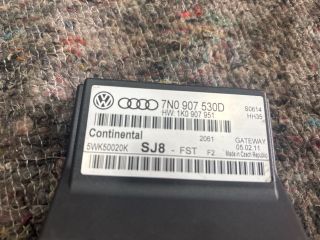 7N0 907 530D
HW: 1K0 907 951
S0614
HH35
Continental
2061
GATEWAY
5WK50020K
SJ8 - FST F2
05.02.11
Made in Czech Republic